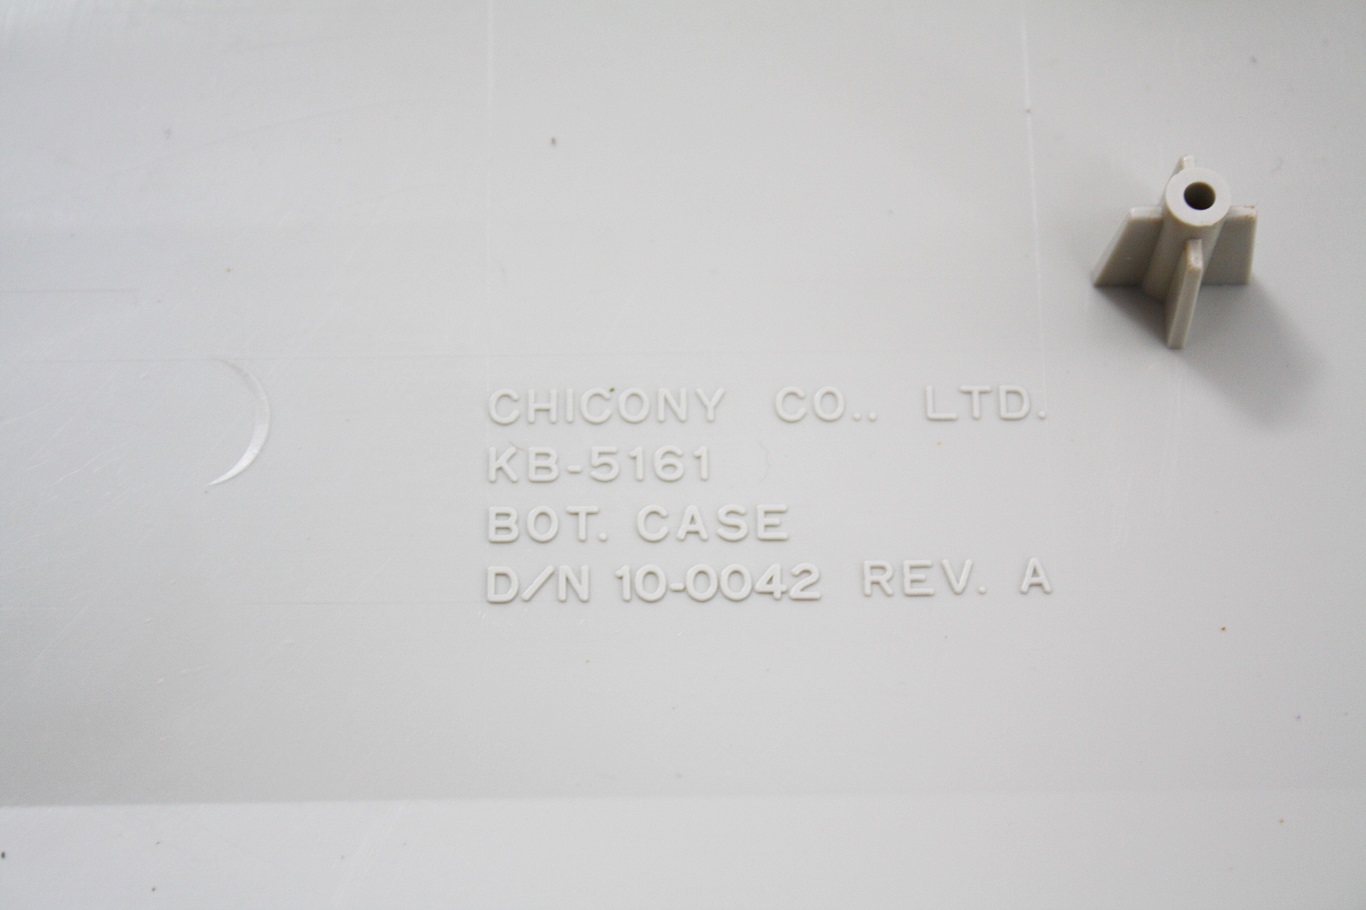 CHICONY CO.. LTD.
KB-5161
BOT. CASE
D/N 10-0042 REV. A